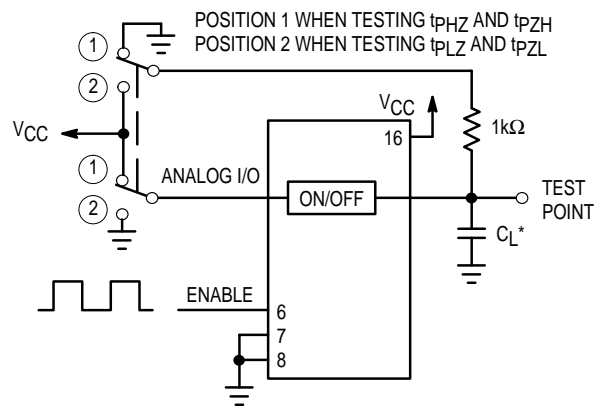 POSITION 1 WHEN TESTING tPHZ AND tPZH
POSITION 2 WHEN TESTING tPLZ AND tPZL
1
2
VCC
VCC
16
1kΩ
1
2
ANALOG I/O
ON/OFF
TEST
POINT
CL*
ENABLE
6
7
8